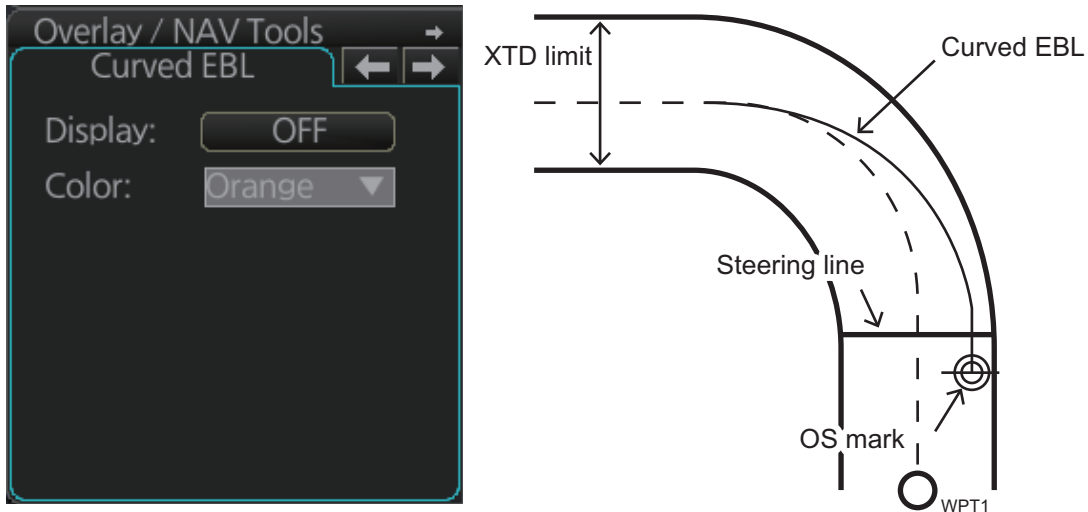 Overlay / NAV Tools
Curved EBL
Display: OFF
Color: Orange
XTD limit
Curved EBL
Steering line
OS mark
WPT1